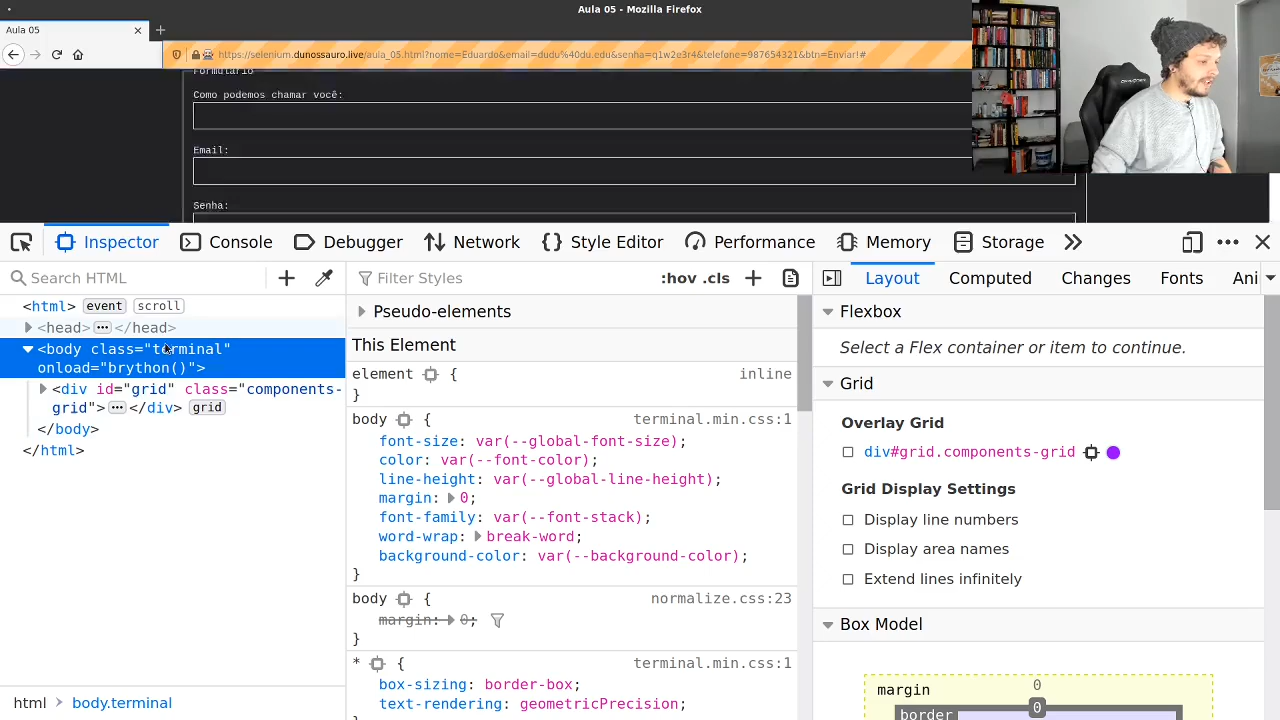 Aula 05 - Mozilla Firefox
Aula 05
https://selenium.dunossauro.live/aula_05.html?nome=Eduardo&email=dudu%40du.edu&senha=q1w2e3r4&telefone=987654321&btn=Enviar!#
Formulário
Como podemos chamar você:
Email:
Senha:
Inspector Console Debugger Network Style Editor Performance Memory Storage
Search HTML
Filter Styles :hov .cls
Layout Computed Changes Fonts Ani
<html> event scroll
<head> </head>
<body class="terminal"
onload="brython()">
<div id="grid" class="components-
grid"> </div> grid
</body>
</html>
html > body.terminal
Pseudo-elements
This Element
element { inline
}
body { terminal.min.css:1
font-size: var(--global-font-size);
color: var(--font-color);
line-height: var(--global-line-height);
margin: 0;
font-family: var(--font-stack);
word-wrap: break-word;
background-color: var(--background-color);
}
body { normalize.css:23
margin: 0;
}
* { terminal.min.css:1
box-sizing: border-box;
text-rendering: geometricPrecision;
Flexbox
Select a Flex container or item to continue.
Grid
Overlay Grid
div#grid.components-grid
Grid Display Settings
Display line numbers
Display area names
Extend lines infinitely
Box Model
margin 0
border 0